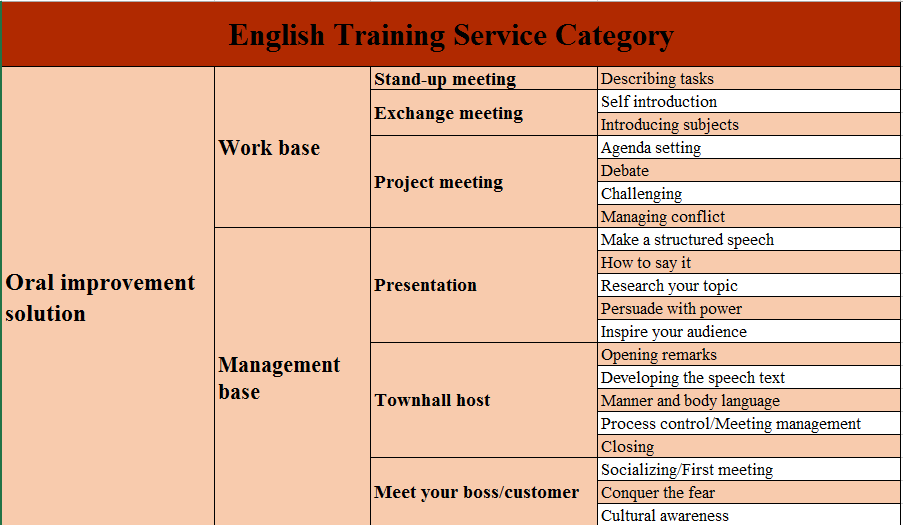 English Training Service Category
Oral improvement
solution
Work base
Stand-up meeting
Describing tasks
Exchange meeting
Self introduction
Introducing subjects
Project meeting
Agenda setting
Debate
Challenging
Managing conflict
Management
base
Presentation
Make a structured speech
How to say it
Research your topic
Persuade with power
Inspire your audience
Townhall host
Opening remarks
Developing the speech text
Manner and body language
Process control/Meeting management
Closing
Meet your boss/customer
Socializing/First meeting
Conquer the fear
Cultural awareness